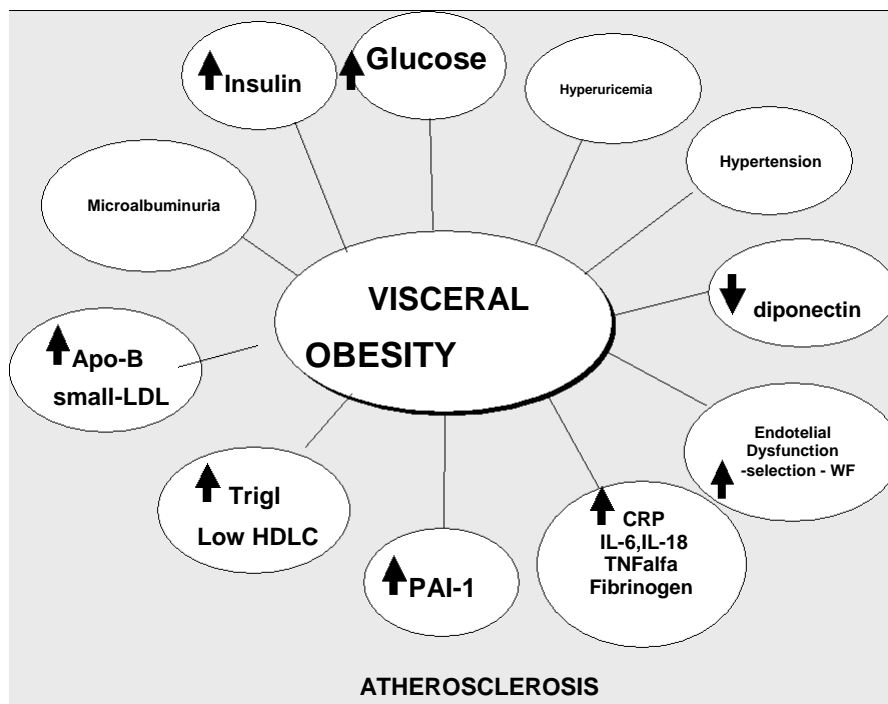 Insulin
Glucose
Hyperuricemia
Hypertension
Microalbuminuria
VISCERAL
OBESITY
diponectin
Apo-B
small-LDL
Endotelial
Dysfunction
-selection - WF
Trigl
Low HDLC
CRP
IL-6,IL-18
TNFalfa
Fibrinogen
PAI-1
ATHEROSCLEROSIS